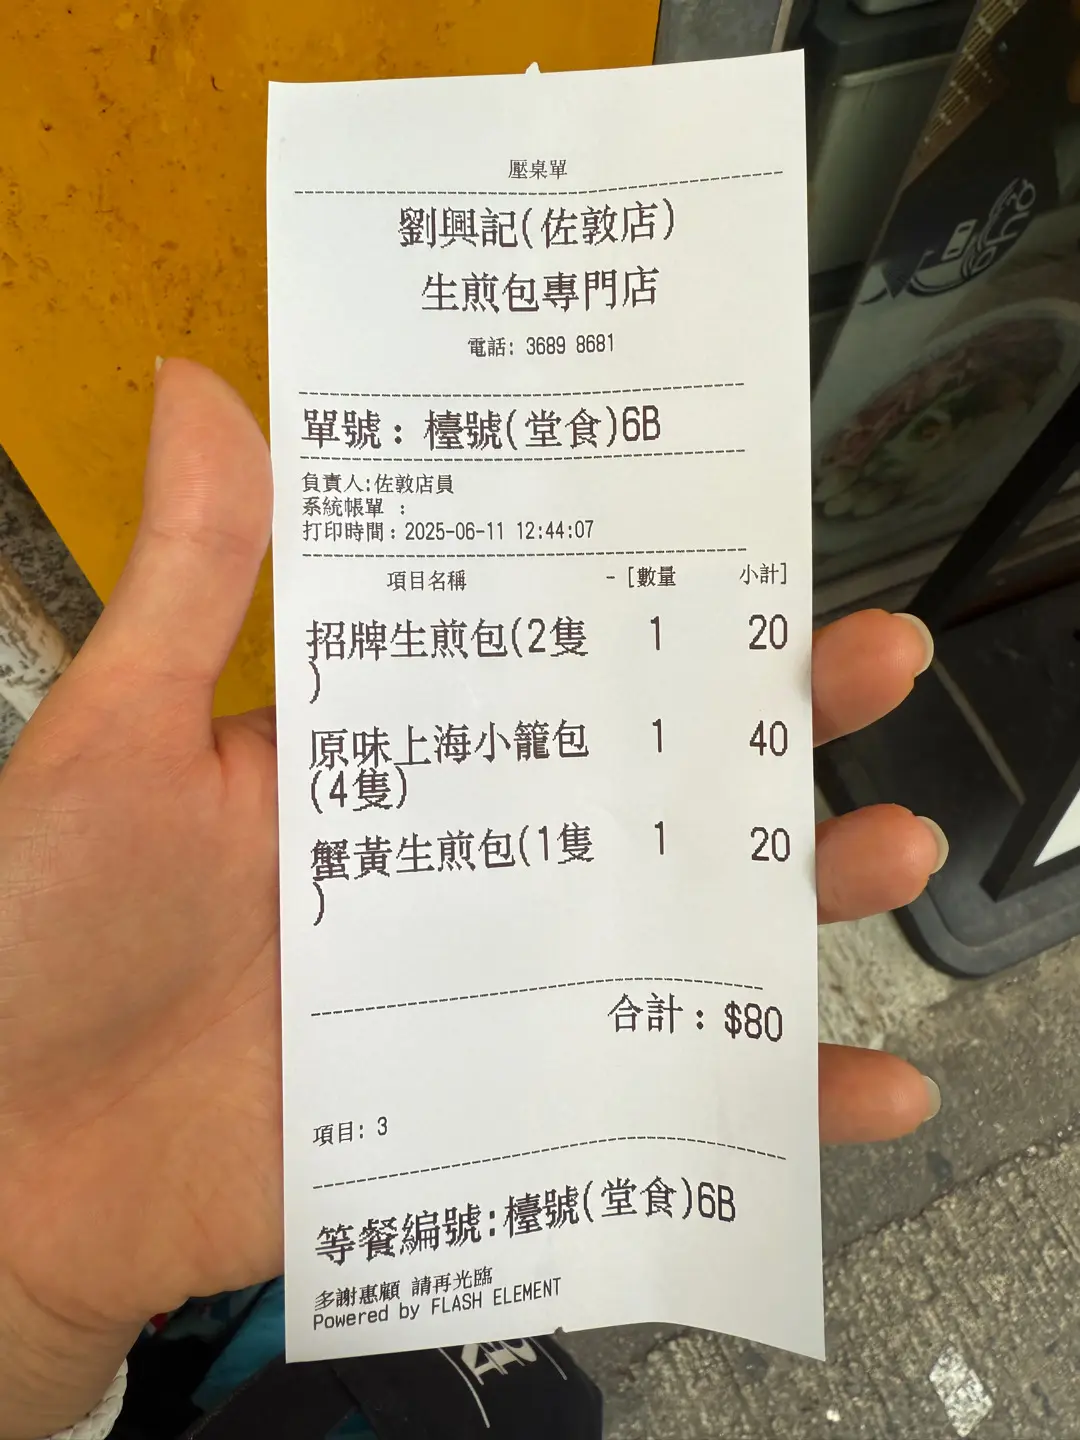 壓桌單
劉興記(佐敦店)
生煎包專門店
電話: 3689 8681
單號: 檯號(堂食)6B
負責人:佐敦店員
系統帳單 :
打印時間: 2025-06-11 12:44:07
項目名稱 - [數量 小計]
招牌生煎包(2隻 1 20
)
原味上海小籠包 1 40
(4隻)
蟹黃生煎包(1隻 1 20
)
合計: $80
項目: 3
等餐編號:檯號(堂食)6B
多謝惠顧 請再光臨
Powered by FLASH ELEMENT